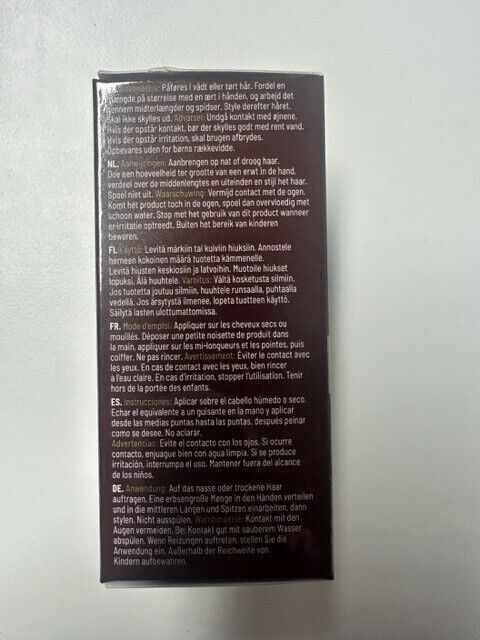 Anvendelse: Påføres i vådt eller tørt hår. Fordel en
mængde på størrelse med en ært i hånden, og arbejd det
gennem midterlængder og spidser. Style derefter håret.
Skal ikke skylles ud. Advarsel: Undgå kontakt med øjnene.
Hvis der opstår kontakt, bør der skylles godt med rent vand.
Hvis der opstår irritation, skal brugen afbrydes.
Opbevares uden for børns rækkevidde.
NL. Aanwijzingen: Aanbrengen op nat of droog haar.
Doe een hoeveelheid ter grootte van een erwt in de hand,
verdeel over de middenlengtes en uiteinden en stijl het haar.
Spoel niet uit. Waarschuwing: Vermijd contact met de ogen.
Komt het product toch in de ogen, spoel dan overvloedig met
schoon water. Stop met het gebruik van dit product wanneer
er irritatie optreedt. Buiten het bereik van kinderen
bewaren.
FI. Käyttö: Levitä märkiin tai kuiviin hiuksiin. Annostele
herneen kokoinen määrä tuotetta kämmenelle.
Levitä hiusten keskiosiin ja latvoihin. Muotoile hiukset
lopuksi. Älä huuhtele. Varoitus: Vältä kosketusta silmiin.
Jos tuotetta joutuu silmiin, huuhtele runsaalla, puhtaalla
vedellä. Jos ärsytystä ilmenee, lopeta tuotteen käyttö.
Säilytä lasten ulottumattomissa.
FR. Mode d'emploi: Appliquer sur les cheveux secs ou
mouillés. Déposer une petite noisette de produit dans
la main, appliquer sur les mi-longueurs et les pointes, puis
coiffer. Ne pas rincer. Avertissement: Éviter le contact avec
les yeux. En cas de contact avec les yeux, bien rincer
à l'eau claire. En cas d'irritation, stopper l'utilisation. Tenir
hors de la portée des enfants.
ES. Instrucciones: Aplicar sobre el cabello húmedo o seco.
Echar el equivalente a un guisante en la mano y aplicar
desde las medias puntas hasta las puntas, después peinar
como se desee. No aclarar.
Advertencias: Evite el contacto con los ojos. Si ocurre
contacto, enjuague bien con agua limpia. Si se produce
irritación, interrumpa el uso. Mantener fuera del alcance
de los niños.
DE. Anwendung: Auf das nasse oder trockene Haar
auftragen. Eine erbsengroße Menge in den Händen verteilen
und in die mittleren Längen und Spitzen einarbeiten, dann
stylen. Nicht ausspülen. Warnhinweise: Kontakt mit den
Augen vermeiden. Bei Kontakt gut mit sauberem Wasser
abspülen. Wenn Reizungen auftreten, stellen Sie die
Anwendung ein. Außerhalb der Reichweite von
Kindern aufbewahren.